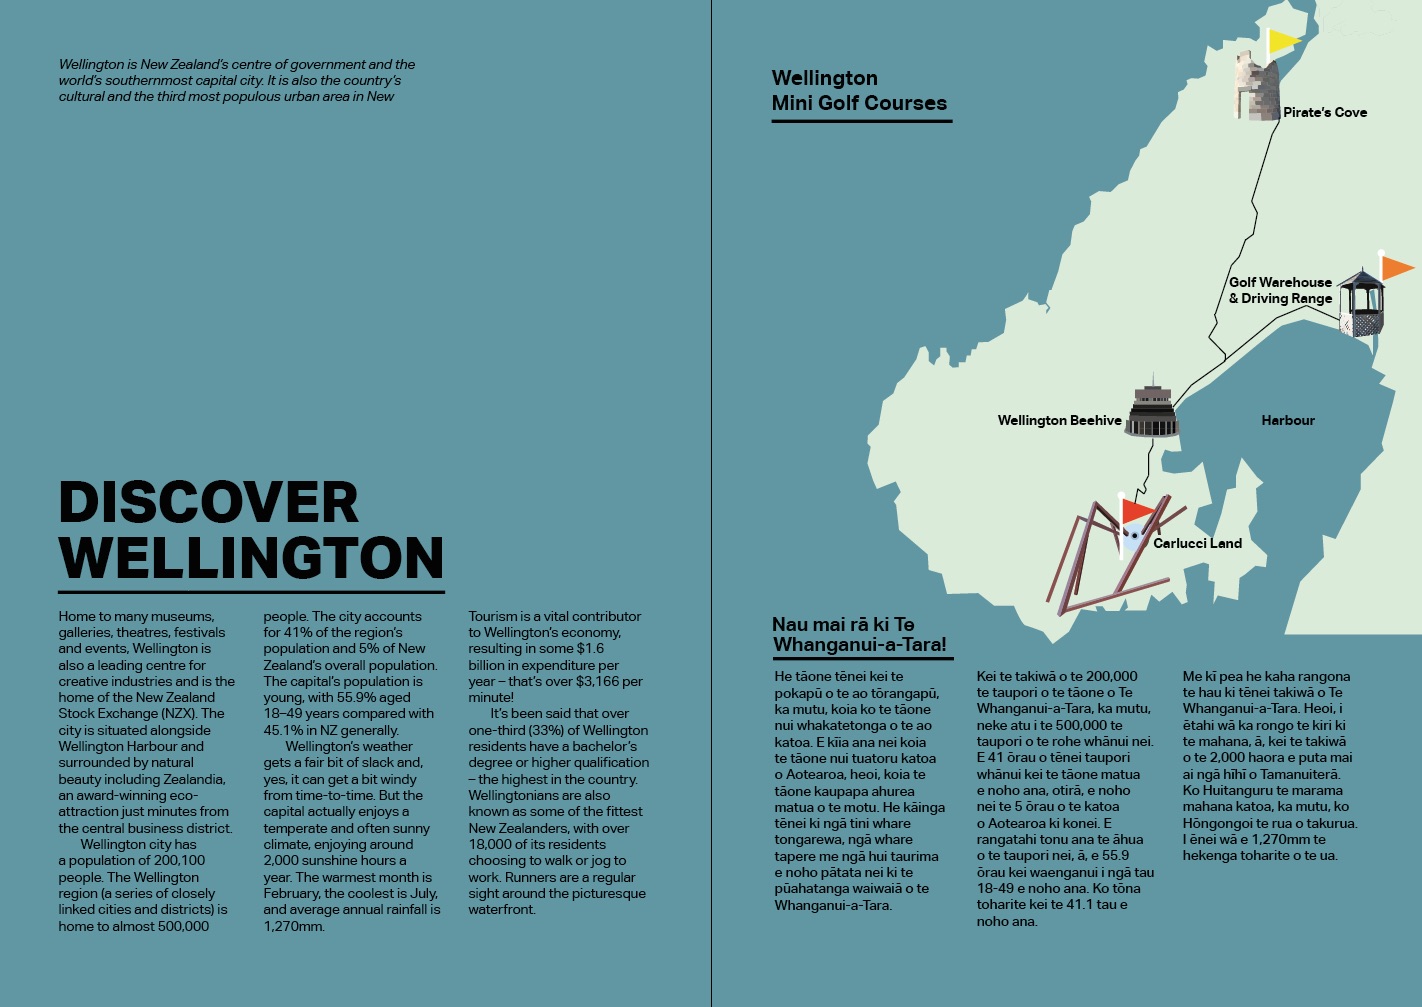 Wellington is New Zealand's centre of government and the
world's southernmost capital city. It is also the country's
cultural and the third most populous urban area in New
DISCOVER
WELLINGTON
Home to many museums,
galleries, theatres, festivals
and events, Wellington is
also a leading centre for
creative industries and is the
home of the New Zealand
Stock Exchange (NZX). The
city is situated alongside
Wellington Harbour and
surrounded by natural
beauty including Zealandia,
an award-winning eco-
attraction just minutes from
the central business district.
Wellington city has
a population of 200,100
people. The Wellington
region (a series of closely
linked cities and districts) is
home to almost 500,000
people. The city accounts
for 41% of the region's
population and 5% of New
Zealand's overall population.
The capital's population is
young, with 55.9% aged
18–49 years compared with
45.1% in NZ generally.
Wellington's weather
gets a fair bit of slack and,
yes, it can get a bit windy
from time-to-time. But the
capital actually enjoys a
temperate and often sunny
climate, enjoying around
2,000 sunshine hours a
year. The warmest month is
February, the coolest is July,
and average annual rainfall is
1,270mm.
Tourism is a vital contributor
to Wellington's economy,
resulting in some $1.6
billion in expenditure per
year – that's over $3,166 per
minute!
It's been said that over
one-third (33%) of Wellington
residents have a bachelor's
degree or higher qualification
– the highest in the country.
Wellingtonians are also
known as some of the fittest
New Zealanders, with over
18,000 of its residents
choosing to walk or jog to
work. Runners are a regular
sight around the picturesque
waterfront.
Wellington
Mini Golf Courses
Pirate's Cove
Golf Warehouse
& Driving Range
Wellington Beehive
Harbour
Carlucci Land
Nau mai rā ki Te
Whanganui-a-Tara!
He tāone tēnei kei te
pokapū o te ao tōrangapū,
ka mutu, koia ko te tāone
nui whakatetonga o te ao
katoa. E kīia ana nei koia
te tāone nui tuatoru katoa
o Aotearoa, heoi, koia te
tāone kaupapa ahurea
matua o te motu. He kāinga
tēnei ki ngā tini whare
tongarewa, ngā whare
tapere me ngā hui taurima
e noho pātata nei ki te
pūahatanga waiwaiā o te
Whanganui-a-Tara.
Kei te takiwā o te 200,000
te taupori o te tāone o Te
Whanganui-a-Tara, ka mutu,
neke atu i te 500,000 te
taupori o te rohe whānui nei.
E 41 ōrau o tēnei taupori
whānui kei te tāone matua
e noho ana, otirā, e noho
nei te 5 ōrau o te katoa
o Aotearoa ki konei. E
rangatahi tonu ana te āhua
o te taupori nei, ā, e 55.9
ōrau kei waenganui i ngā tau
18-49 e noho ana. Ko tōna
toharite kei te 41.1 tau e
noho ana.
Me kī pea he kaha rangona
te hau ki tēnei takiwā o Te
Whanganui-a-Tara. Heoi, i
ētahi wā ka rongo te kiri ki
te mahana, ā, kei te takiwā
o te 2,000 haora e puta mai
ai ngā hīhī o Tamanuiterā.
Ko Huitanguru te marama
mahana katoa, ka mutu, ko
Hōngongoi te rua o takurua.
I ēnei wā e 1,270mm te
hekenga toharite o te ua.